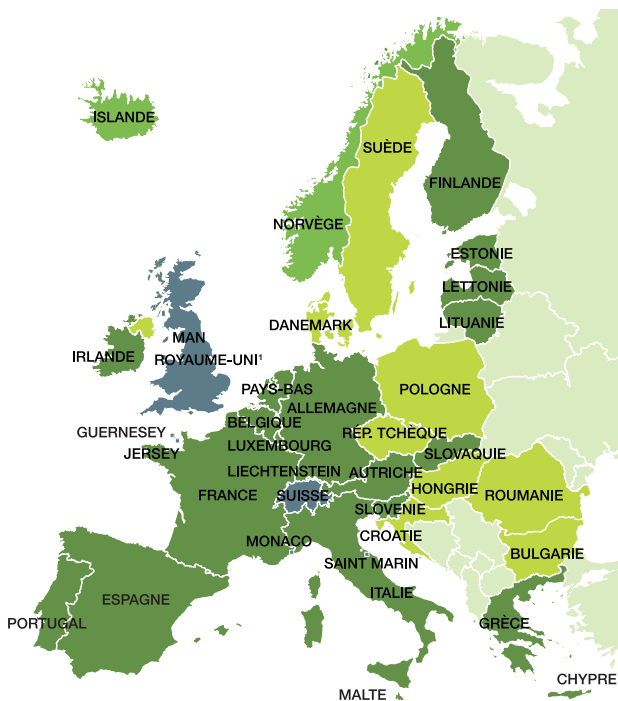 ISLANDE
SUÈDE
FINLANDE
NORVÈGE
ESTONIE
LETTONIE
LITUANIE
DANEMARK
MAN
IRLANDE
ROYAUME-UNI¹
PAYS-BAS
POLOGNE
ALLEMAGNE
BELGIQUE
GUERNESEY
RÉP. TCHÈQUE
LUXEMBOURG
JERSEY
SLOVAQUIE
LIECHTENSTEIN
AUTRICHE
HONGRIE
FRANCE
SUISSE
ROUMANIE
SLOVENIE
CROATIE
MONACO
BULGARIE
SAINT MARIN
ITALIE
ESPAGNE
PORTUGAL
GRÈCE
CHYPRE
MALTE